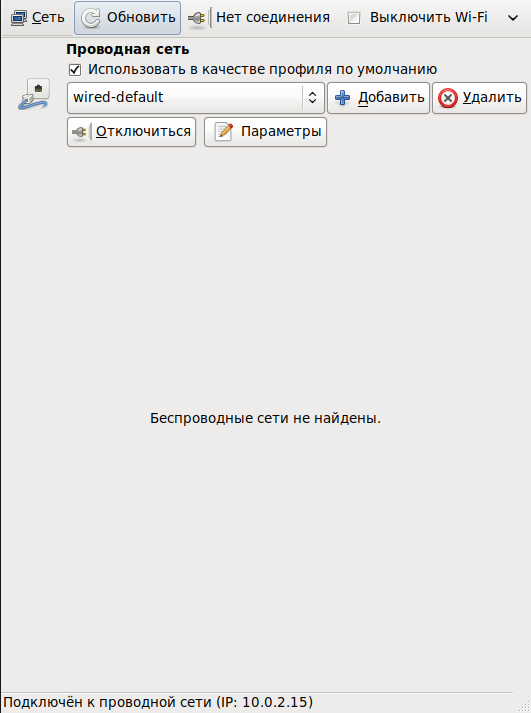 Сеть Обновить Нет соединения Выключить Wi-Fi
Проводная сеть
Использовать в качестве профиля по умолчанию
wired-default Добавить Удалить
Отключиться Параметры
Беспроводные сети не найдены.
Подключён к проводной сети (IP: 10.0.2.15)